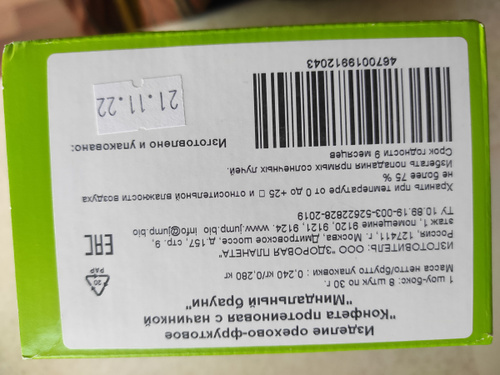 Изделие орехово-фруктовое
"Конфета протеиновая с начинкой
"Миндальный брауни"
1 шоу-бокс: 8 штук по 30 г.
Масса нетто/брутто упаковки : 0,240 кг/0,280 кг
ИЗГОТОВИТЕЛЬ: ООО "ЗДОРОВАЯ ПЛАНЕТА"
Россия, 127411, г. Москва, Дмитровское шоссе, д.157, стр. 9,
этаж 1, помещение 9120, 9121, 9124, info@jump.bio www.jump.bio
ТУ 10.89.19-003-52622828-2019
Хранить при температуре от 0 до +25 □ и относительной влажности воздуха
не более 75 %
Избегать попадания прямых солнечных лучей.
Срок годности 9 месяцев
Изготовлено и упаковано:
21.11.22
4670019912043
EAC
20
PAP